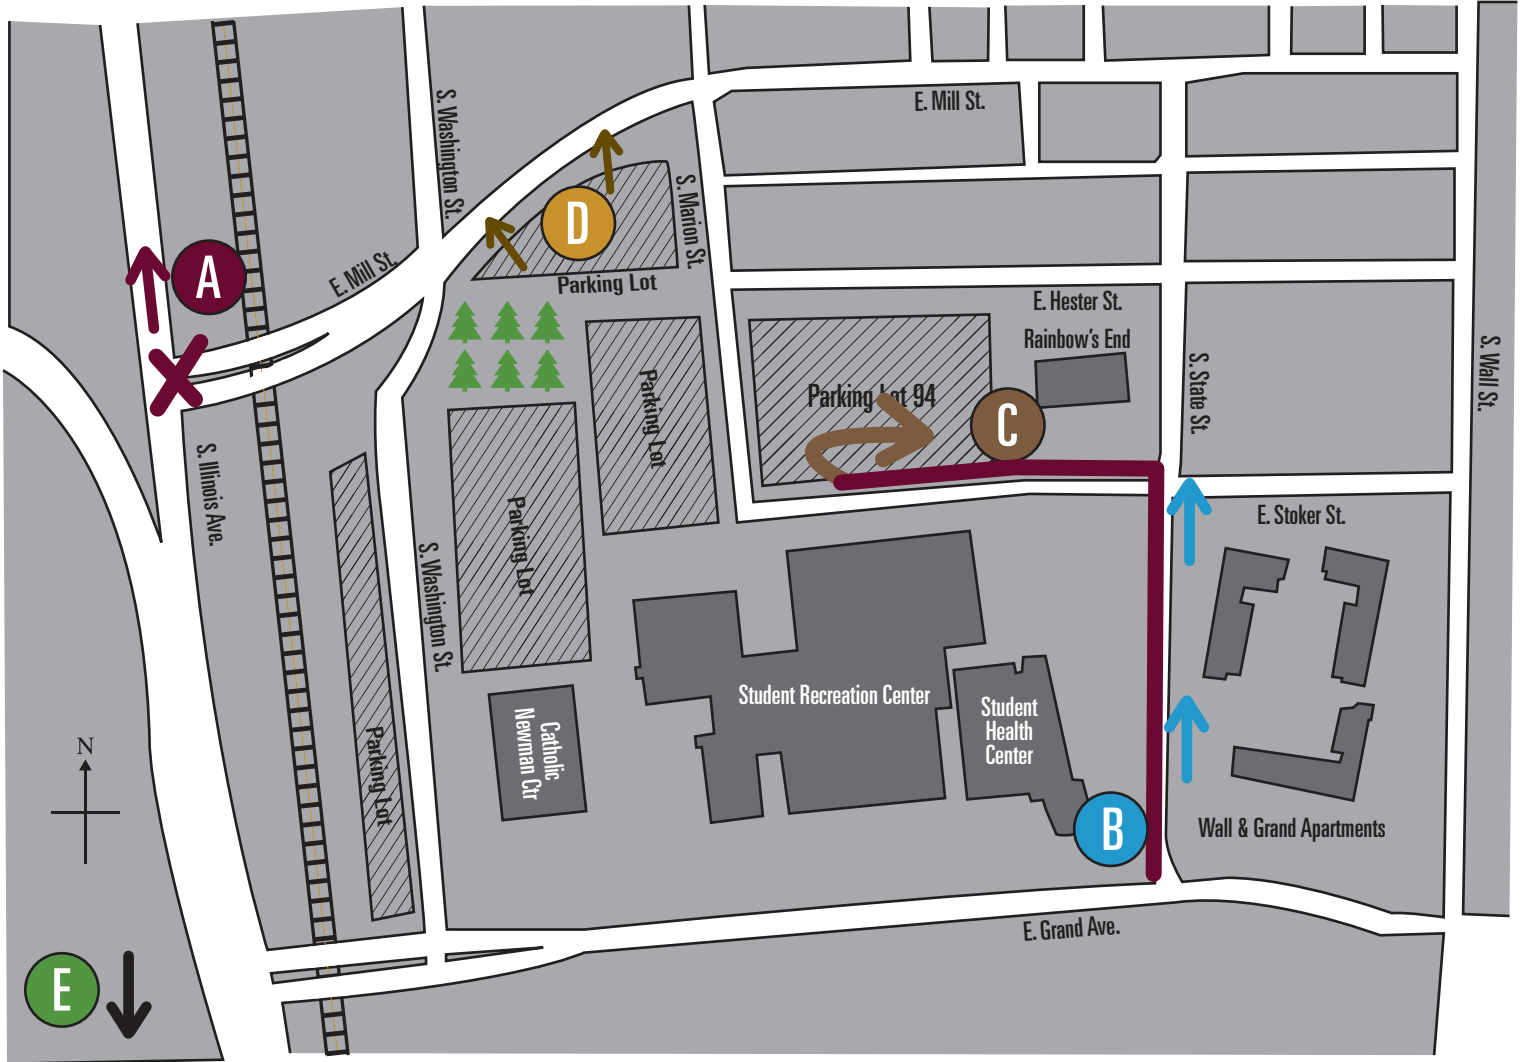 E. Mill St.
S. Washington St.
D
S. Marion St.
A
E. Mill St.
Parking Lot
E. Hester St.
Rainbow's End
S. State St.
S. Wall St.
Parking Lot 94
C
Parking Lot
S. Illinois Ave.
Parking Lot
E. Stoker St.
S. Washington St.
Student Recreation Center
Student
Health
Center
Catholic
Newman Ctr
N
Parking Lot
B
Wall & Grand Apartments
E. Grand Ave.
E